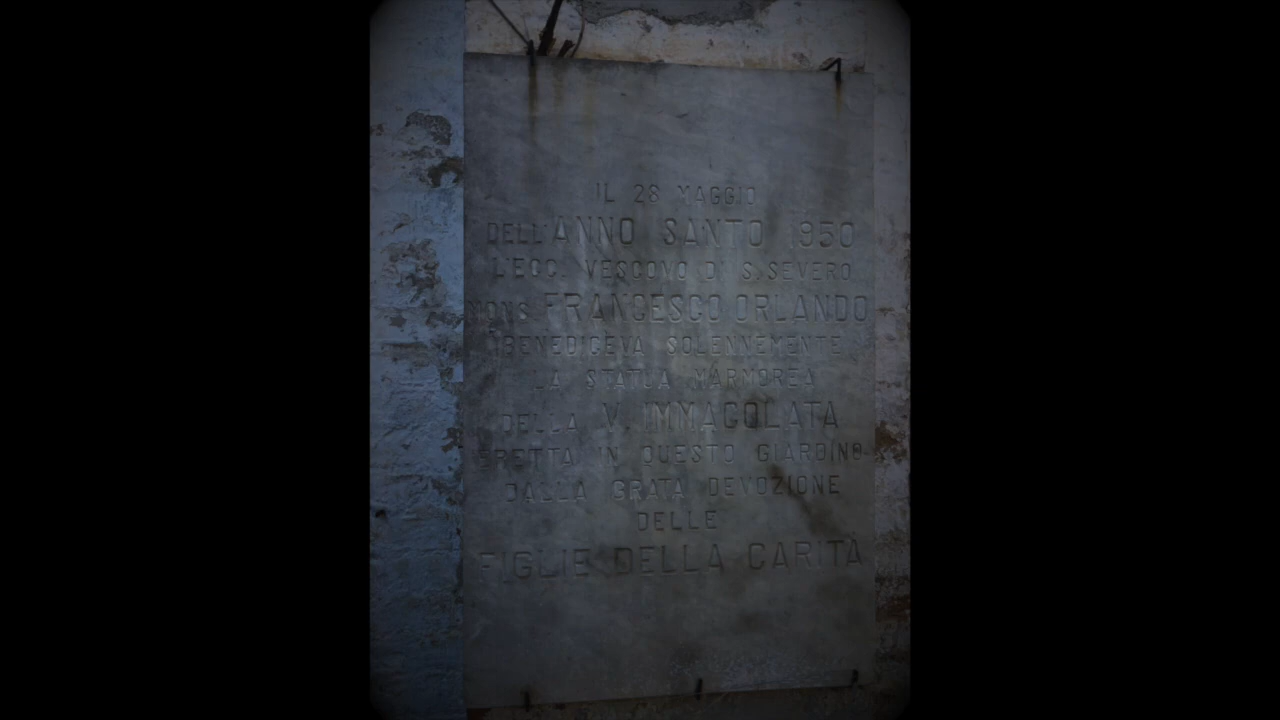 IL 28 MAGGIO
DELL'ANNO SANTO 1950
L'ECC. VESCOVO DI S. SEVERO
MONS FRANCESCO ORLANDO
BENEDICEVA SOLENNEMENTE
LA STATUA MARMOREA
DELLA V. IMMACOLATA
ERETTA IN QUESTO GIARDINO
DALLA GRATA DEVOZIONE
DELLE
FIGLIE DELLA CARITÀ